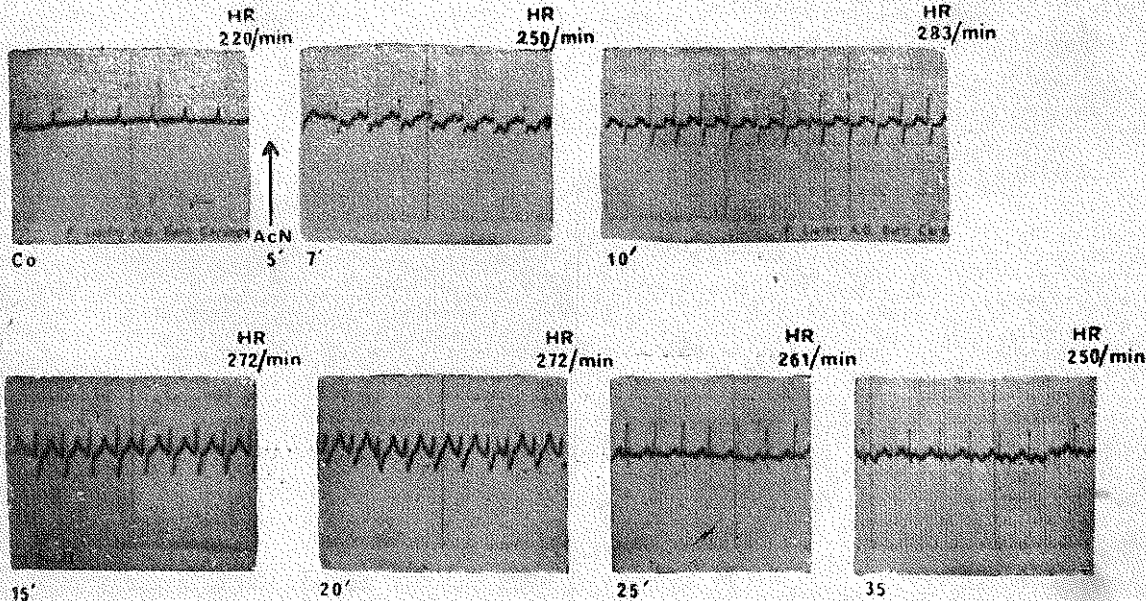 HR
220/min
HR
250/min
HR
283/min
Co
AcN
5′
7′
10′
HR
272/min
HR
272/min
HR
261/min
HR
250/min
15′
20′
25′
35